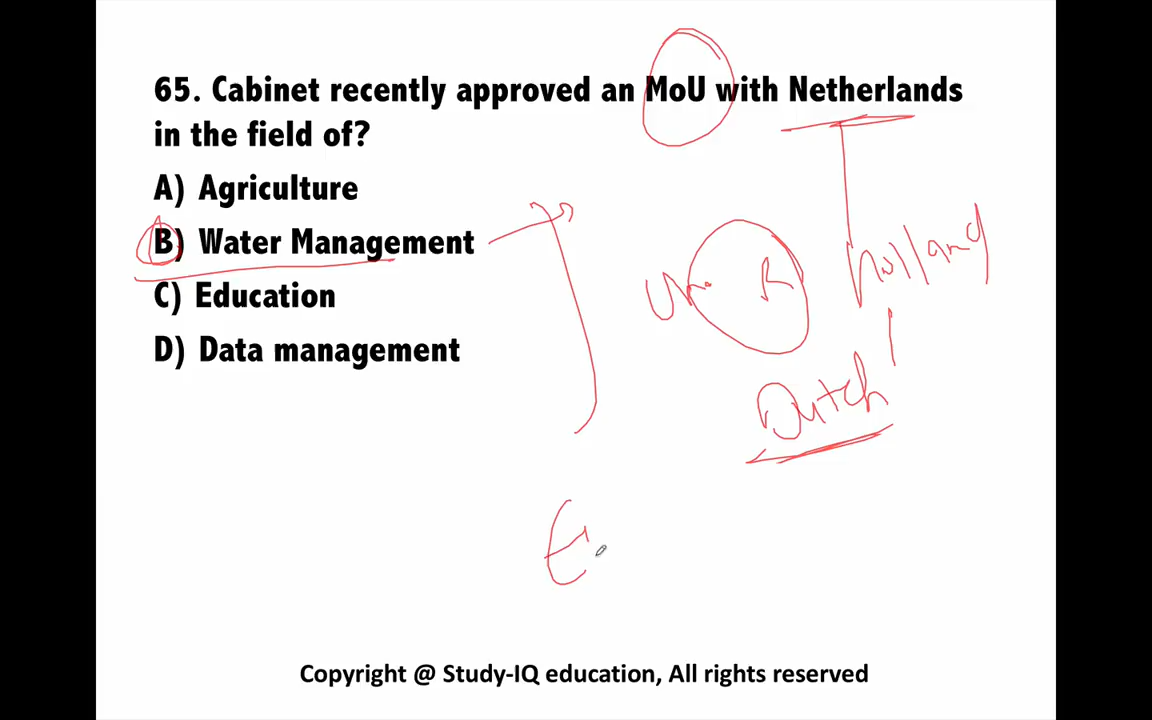 65. Cabinet recently approved an MoU with Netherlands
in the field of?
A) Agriculture
B) Water Management
C) Education
D) Data management
Holland
Dutch
Copyright @ Study-IQ education, All rights reserved